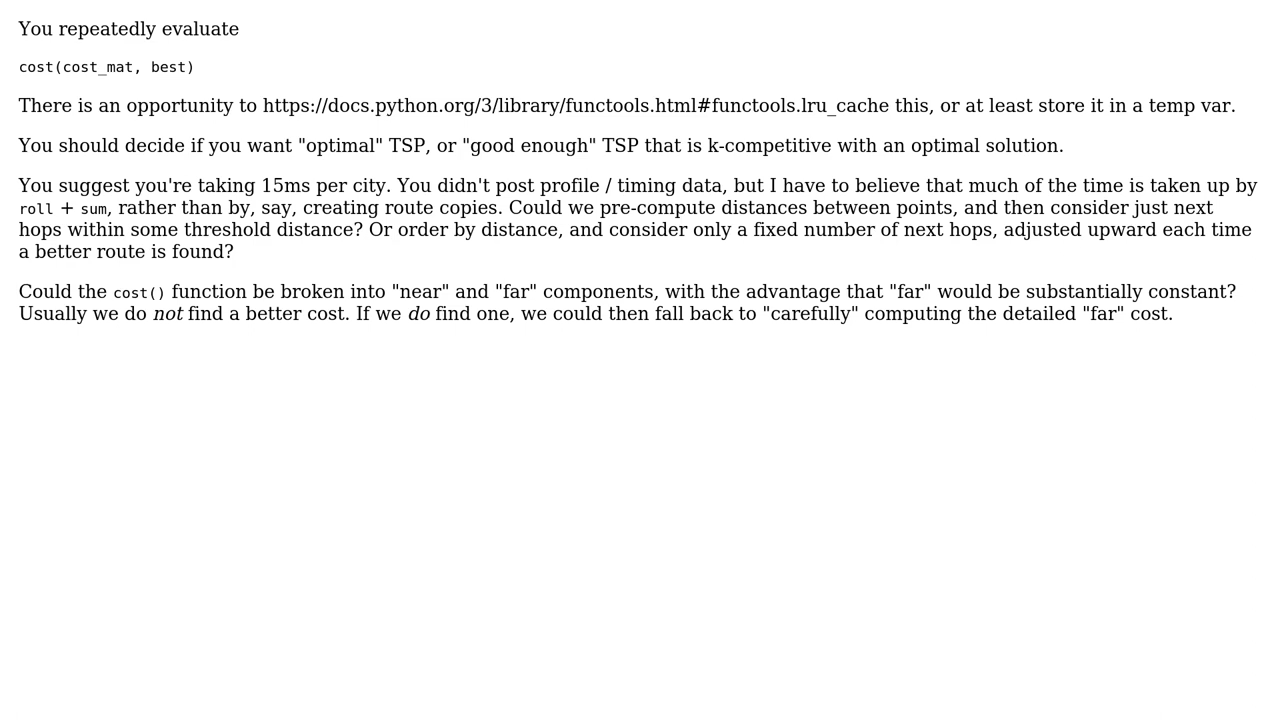 You repeatedly evaluate
cost(cost_mat, best)
There is an opportunity to https://docs.python.org/3/library/functools.html#functools.lru_cache this, or at least store it in a temp var.
You should decide if you want "optimal" TSP, or "good enough" TSP that is k-competitive with an optimal solution.
You suggest you're taking 15ms per city. You didn't post profile / timing data, but I have to believe that much of the time is taken up by
roll + sum, rather than by, say, creating route copies. Could we pre-compute distances between points, and then consider just next
hops within some threshold distance? Or order by distance, and consider only a fixed number of next hops, adjusted upward each time
a better route is found?
Could the cost() function be broken into "near" and "far" components, with the advantage that "far" would be substantially constant?
Usually we do not find a better cost. If we do find one, we could then fall back to "carefully" computing the detailed "far" cost.